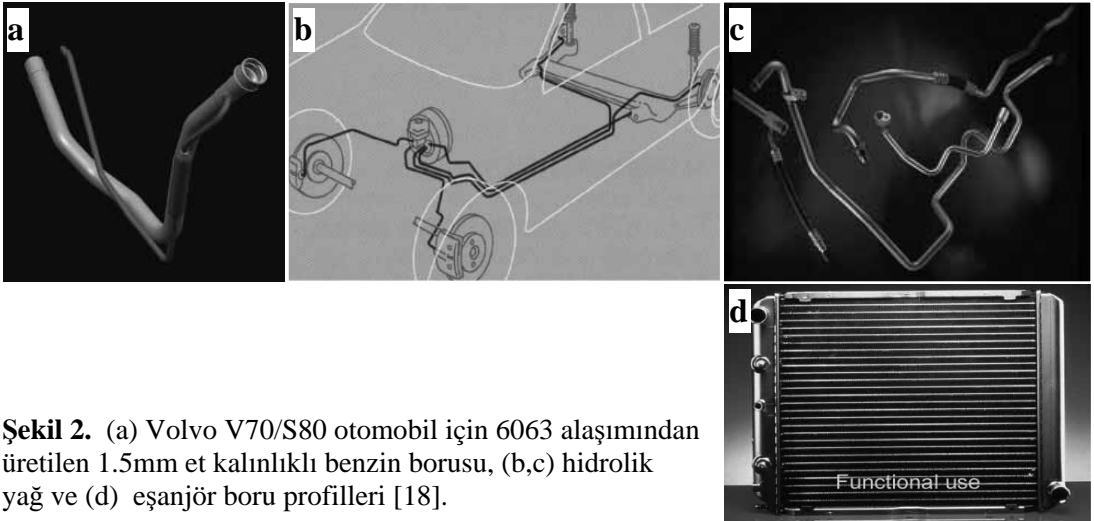 a
b
c
d
Functional use
Şekil 2. (a) Volvo V70/S80 otomobil için 6063 alaşımından
üretilen 1.5mm et kalınlıklı benzin borusu, (b,c) hidrolik
yağ ve (d) eşanjör boru profilleri [18].